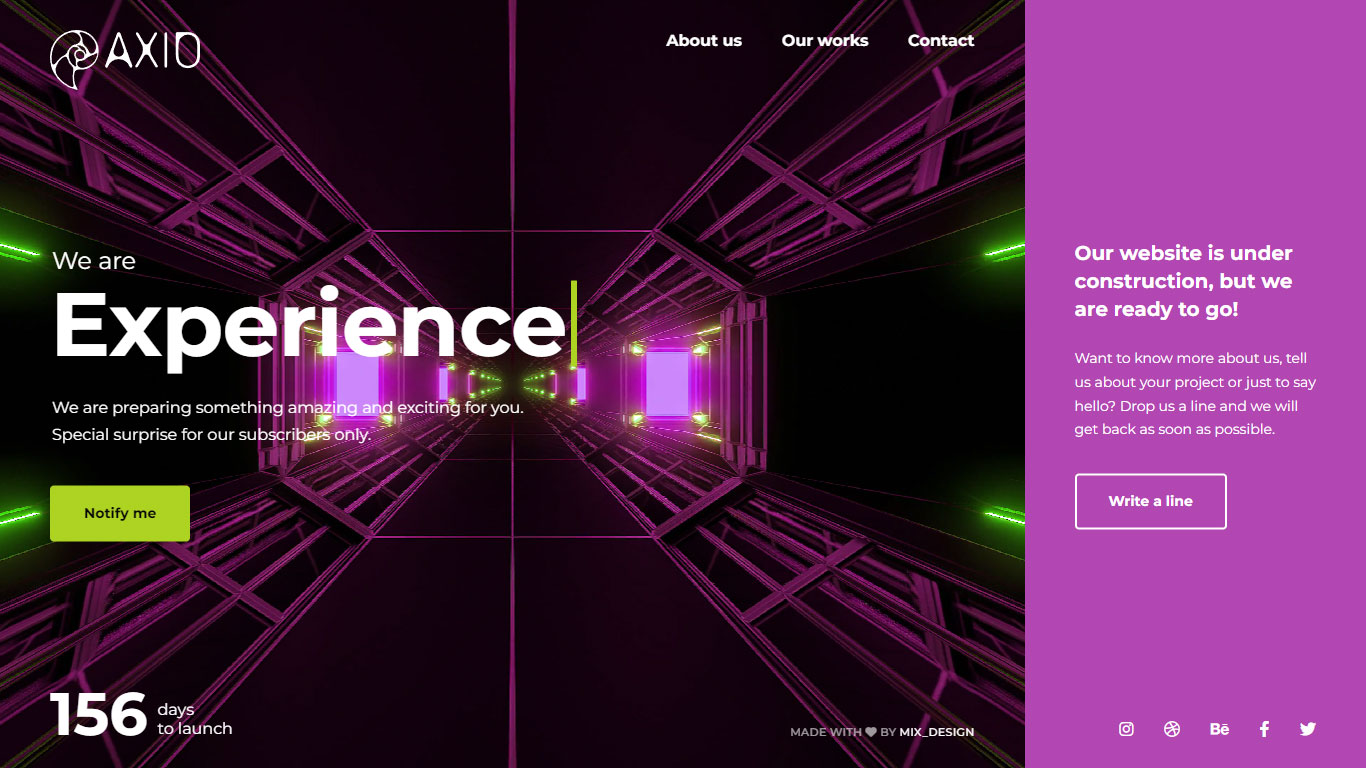 AXIO
About us
Our works
Contact
We are
Experience
We are preparing something amazing and exciting for you.
Special surprise for our subscribers only.
Notify me
156 days
to launch
MADE WITH BY MIX_DESIGN
Our website is under
construction, but we
are ready to go!
Want to know more about us, tell
us about your project or just to say
hello? Drop us a line and we will
get back as soon as possible.
Write a line
Bē